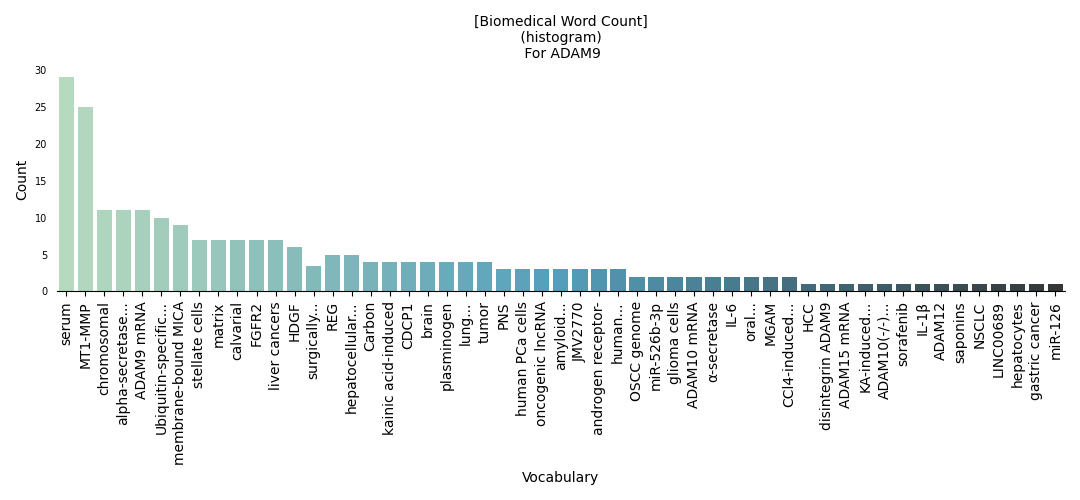 [Biomedical Word Count]
(histogram)
For ADAM9
Count
30
25
20
15
10
5
0
serum
MT1-MMP
chromosomal
alpha-secretase...
ADAM9 mRNA
Ubiquitin-specific...
membrane-bound MICA
stellate cells
matrix
calvarial
FGFR2
liver cancers
HDGF
surgically...
REG
hepatocellular...
Carbon
kainic acid-induced
CDCP1
brain
plasminogen
lung...
tumor
PNS
human PCa cells
oncogenic lncRNA
amyloid...
JMV2770
androgen receptor-
human...
OSCC genome
miR-526b-3p
glioma cells
ADAM10 mRNA
α-secretase
IL-6
oral...
MGAM
CCl4-induced...
HCC
disintegrin ADAM9
ADAM15 mRNA
KA-induced...
ADAM10(-/-)...
sorafenib
IL-1β
ADAM12
saponins
NSCLC
LINC00689
hepatocytes
gastric cancer
miR-126
Vocabulary